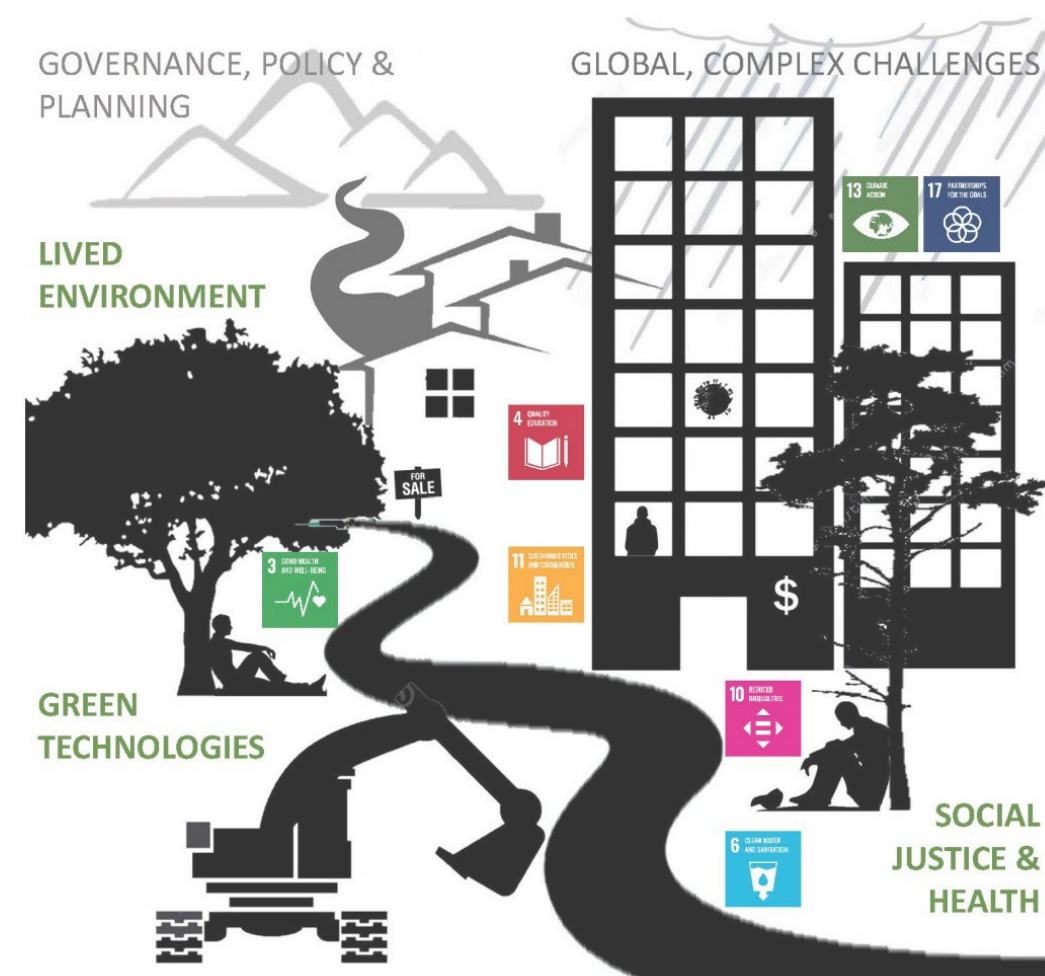 GOVERNANCE, POLICY &
PLANNING
GLOBAL, COMPLEX CHALLENGES
13 CLIMATE
ACTION
17 PARTNERSHIPS
FOR THE GOALS
LIVED
ENVIRONMENT
4 QUALITY
EDUCATION
FOR
SALE
3 GOOD HEALTH
AND WELL-BEING
11 SUSTAINABLE CITIES
AND COMMUNITIES
$
10 REDUCED
INEQUALITIES
GREEN
TECHNOLOGIES
6 CLEAN WATER
AND SANITATION
SOCIAL
JUSTICE &
HEALTH